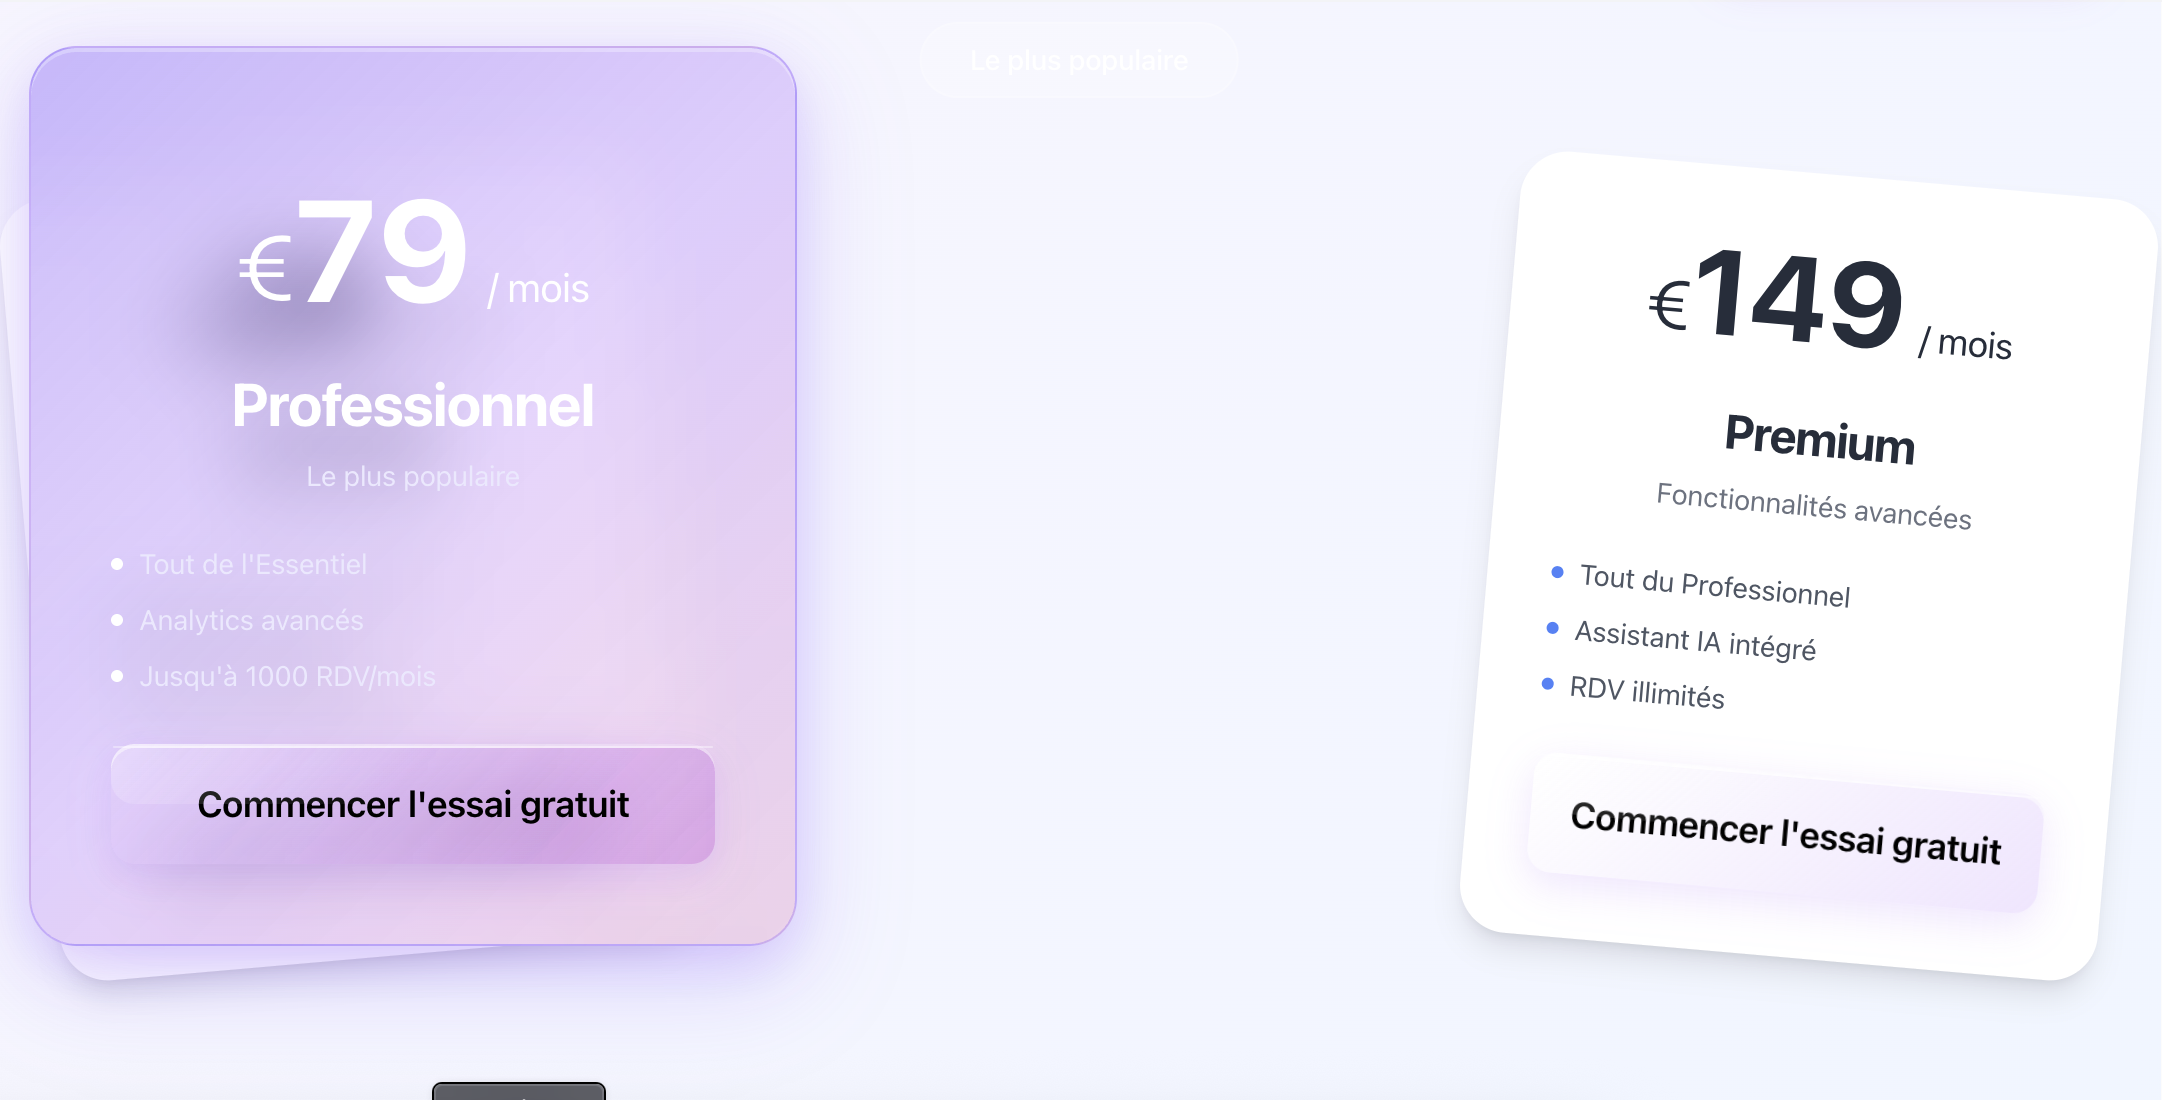 Le plus populaire
€79 / mois
Professionnel
Le plus populaire
Tout de l'Essentiel
Analytics avancés
Jusqu'à 1000 RDV/mois
Commencer l'essai gratuit
€149 / mois
Premium
Fonctionnalités avancées
Tout du Professionnel
Assistant IA intégré
RDV illimités
Commencer l'essai gratuit